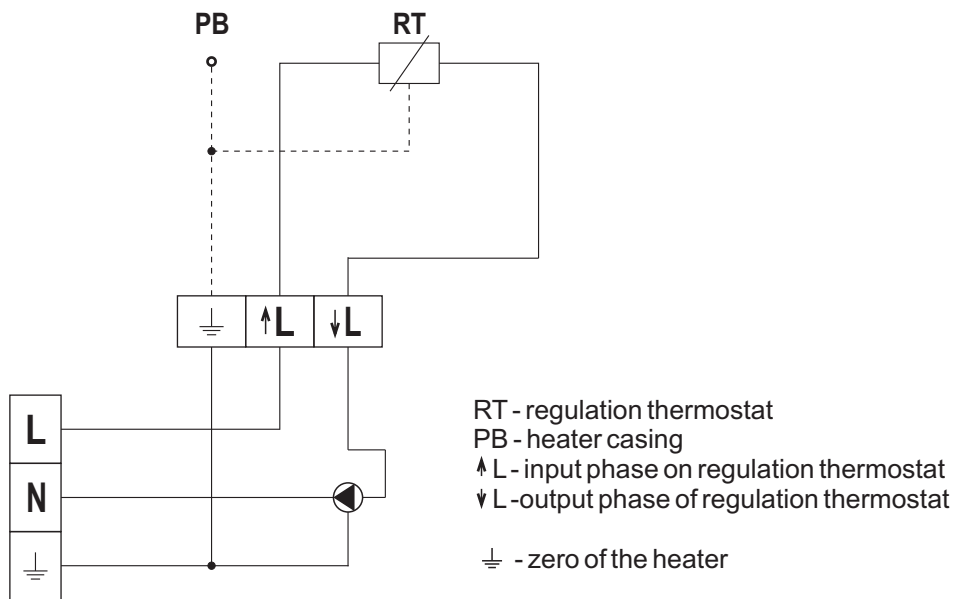 PB RT
⏚ ↑L ↓L
L
N
⏚
RT - regulation thermostat
PB - heater casing
↑ L - input phase on regulation thermostat
↓ L -output phase of regulation thermostat
⏚ - zero of the heater